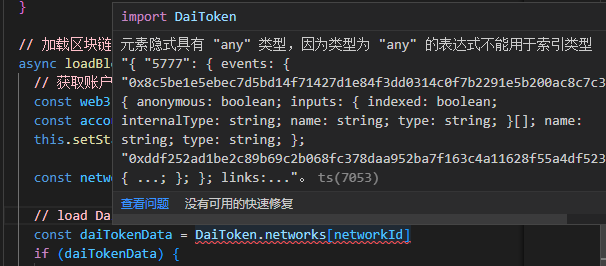 }
import DaiToken
// 加载区块链
元素隐式具有 "any" 类型，因为类型为 "any" 的表达式不能用于索引类型
async loadBl
"{ "5777": { events: {
// 获取账户
"0x8c5be1e5ebec7d5bd14f71427d1e84f3dd0314c0f7b2291e5b200ac8c7c3
const web3
{ anonymous: boolean; inputs: { indexed: boolean;
const acco
internalType: string; name: string; type: string; }[]; name:
this.setSta
string; type: string; };
"0xddf252ad1be2c89b69c2b068fc378daa952ba7f163c4a11628f55a4df523
const netwo
{ ...; }; }; links:..."。 ts(7053)
查看问题 没有可用的快速修复
// load Da
const daiTokenData = DaiToken.networks[networkId]
if (daiTokenData) {